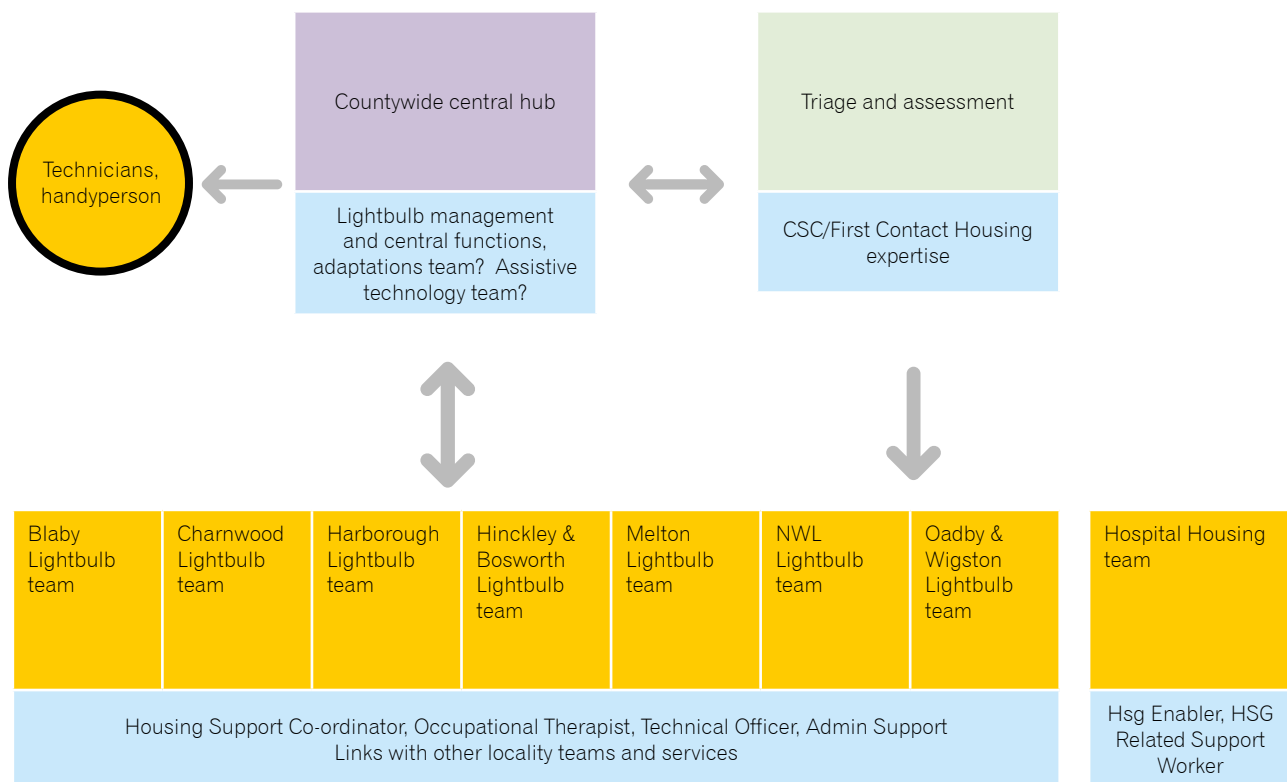 Countywide central hub
Triage and assessment
Technicians,
handyperson
Lightbulb management
and central functions,
adaptations team?  Assistive
technology team?
CSC/First Contact Housing
expertise
Blaby
Lightbulb
team
Charnwood
Lightbulb
team
Harborough
Lightbulb
team
Hinckley &
Bosworth
Lightbulb
team
Melton
Lightbulb
team
NWL
Lightbulb
team
Oadby &
Wigston
Lightbulb
team
Hospital Housing
team
Housing Support Co-ordinator, Occupational Therapist, Technical Officer, Admin Support
Links with other locality teams and services
Hsg Enabler, HSG
Related Support
Worker